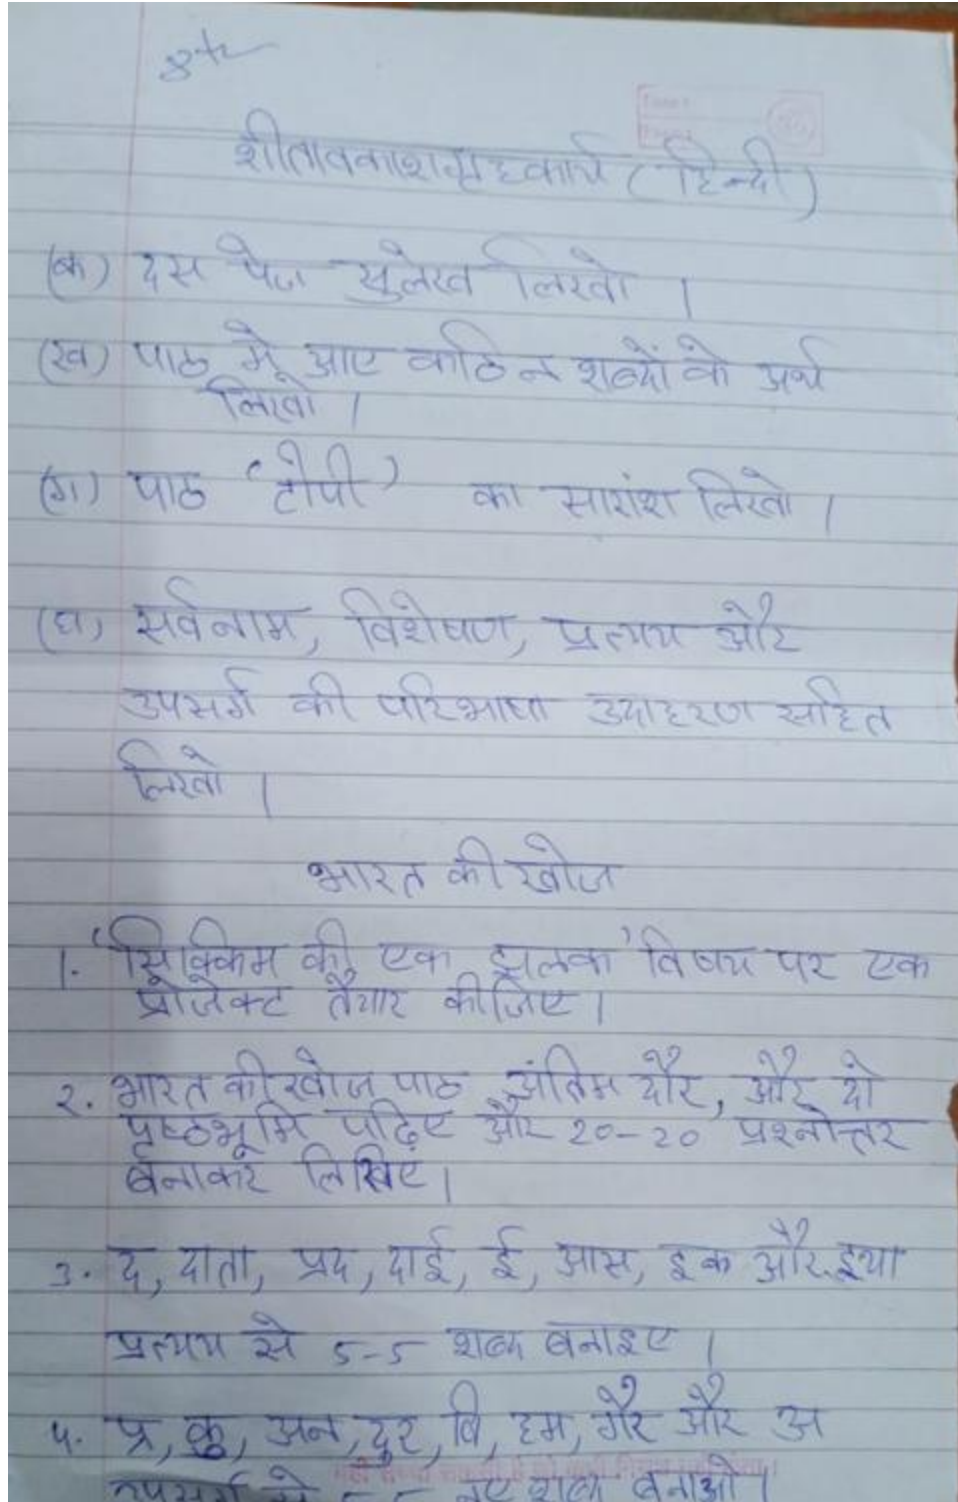 8th
शीतावकाश गृहकार्य (हिन्दी)
(क) दस पेज सुलेख लिखो ।
(ख) पाठ में आए कठिन शब्दों के अर्थ
लिखो ।
(ग) पाठ 'टोपी' का सारांश लिखो ।
(घ) सर्वनाम, विशेषण, प्रत्यय और
उपसर्ग की परिभाषा उदाहरण सहित
लिखो ।
भारत की खोज
1. 'सिक्किम की एक झलक' विषय पर एक
प्रोजेक्ट तैयार कीजिए ।
2. भारत की खोज पाठ अंतिम दौर, और दो
पृष्ठभूमि पढ़िए और 20-20 प्रश्नोत्तर
बनाकर लिखिए ।
3. द, दाता, प्रद, दाई, ई, आस, इक और इया
प्रत्यय से 5-5 शब्द बनाइए ।
4. प्र, कु, अन, दुर, वि, हम, गैर और अ
उपसर्ग से 5-5 नए शब्द बनाओ ।